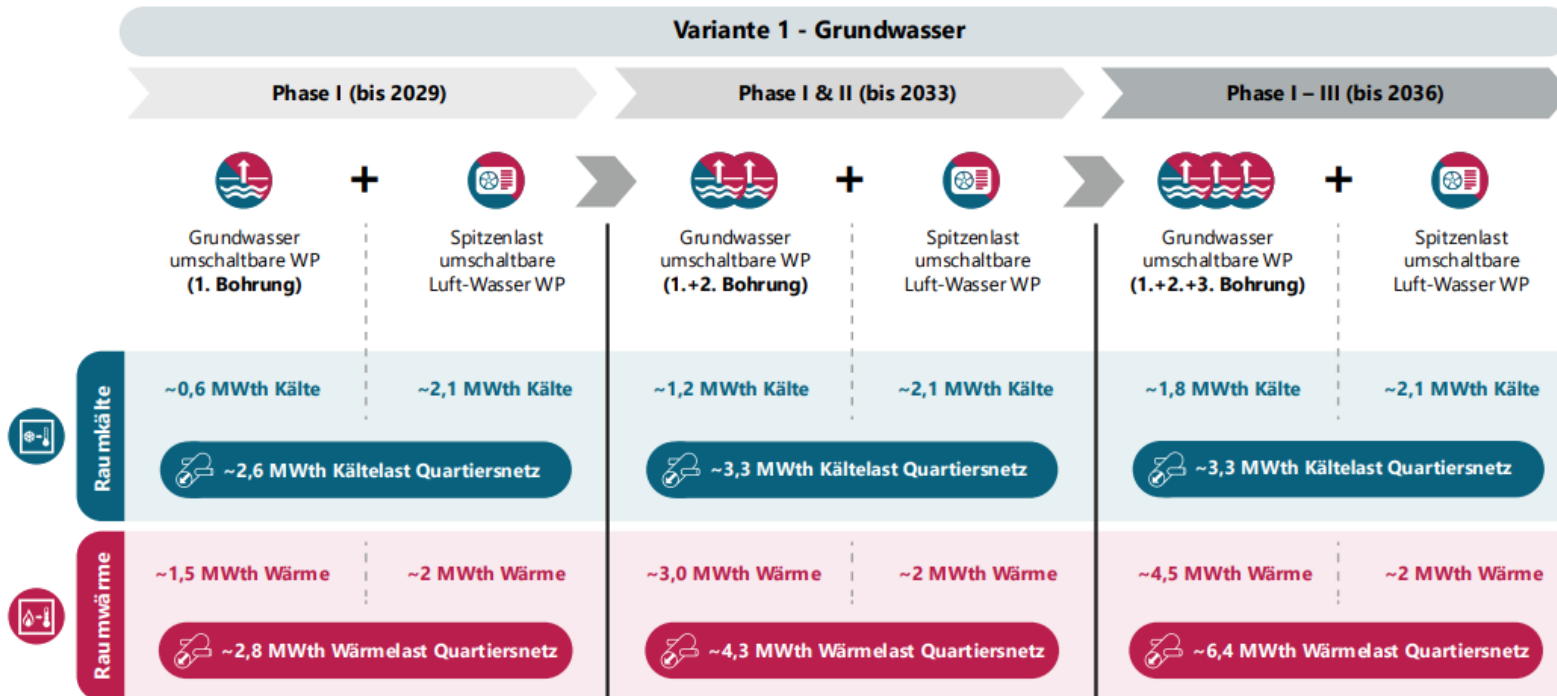 Variante 1 - Grundwasser
Phase I (bis 2029)
Phase I & II (bis 2033)
Phase I – III (bis 2036)
+
+
+
Grundwasser
umschaltbare WP
(1. Bohrung)
Spitzenlast
umschaltbare
Luft-Wasser WP
Grundwasser
umschaltbare WP
(1.+2. Bohrung)
Spitzenlast
umschaltbare
Luft-Wasser WP
Grundwasser
umschaltbare WP
(1.+2.+3. Bohrung)
Spitzenlast
umschaltbare
Luft-Wasser WP
Raumkälte
~0,6 MWth Kälte
~2,1 MWth Kälte
~1,2 MWth Kälte
~2,1 MWth Kälte
~1,8 MWth Kälte
~2,1 MWth Kälte
~2,6 MWth Kältelast Quartiersnetz
~3,3 MWth Kältelast Quartiersnetz
~3,3 MWth Kältelast Quartiersnetz
Raumwärme
~1,5 MWth Wärme
~2 MWth Wärme
~3,0 MWth Wärme
~2 MWth Wärme
~4,5 MWth Wärme
~2 MWth Wärme
~2,8 MWth Wärmelast Quartiersnetz
~4,3 MWth Wärmelast Quartiersnetz
~6,4 MWth Wärmelast Quartiersnetz